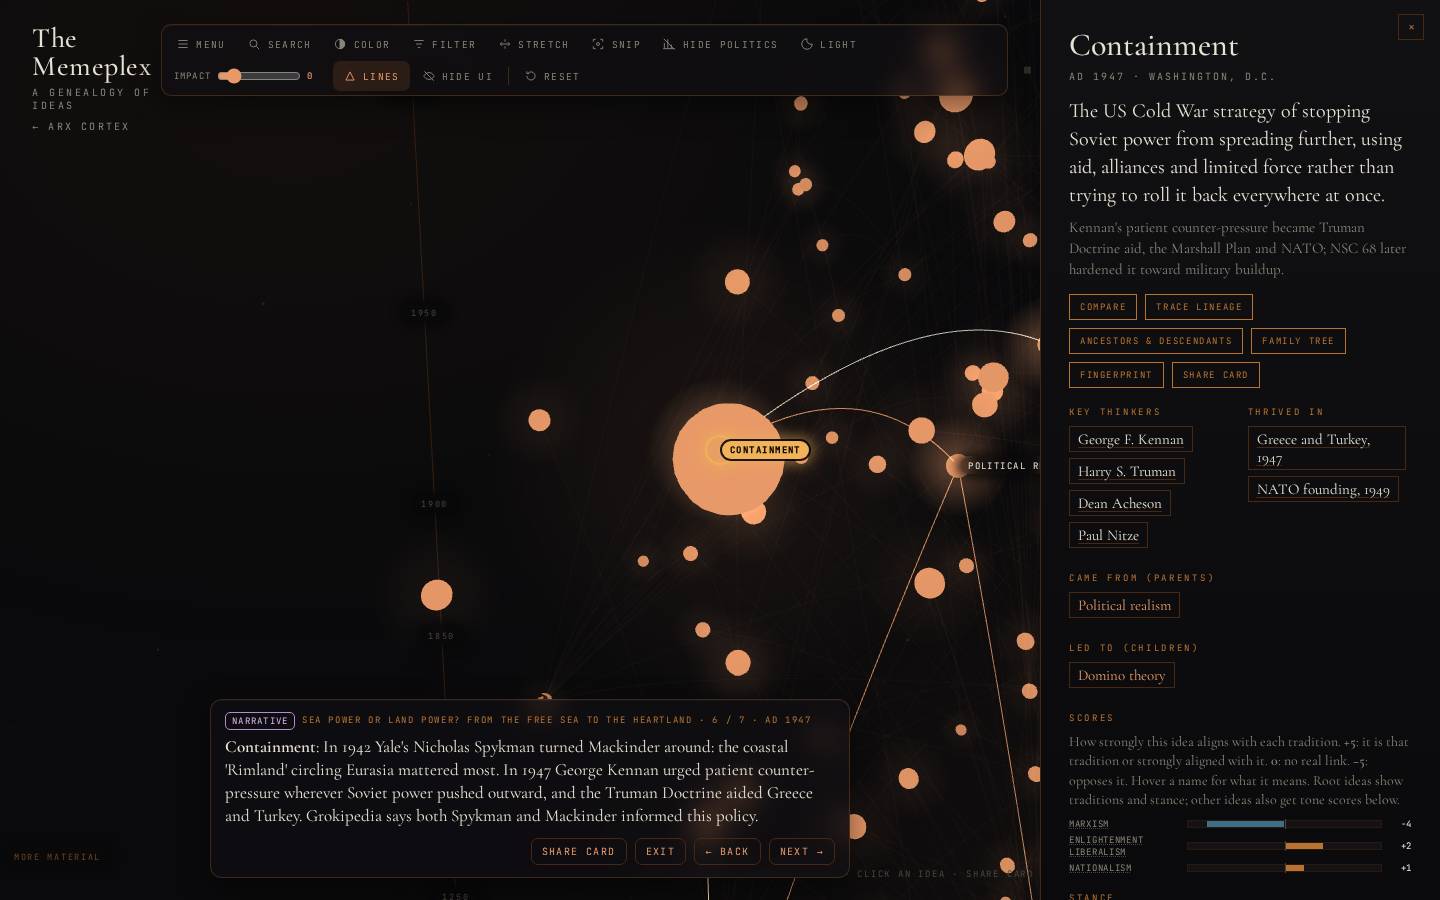 The
Memeplex
A GENEALOGY OF
IDEAS
← ARX CORTEX
MENU
SEARCH
COLOR
FILTER
STRETCH
SNIP
HIDE POLITICS
LIGHT
IMPACT
0
LINES
HIDE UI
RESET
1950
1900
1850
1250
CONTAINMENT
POLITICAL R
NARRATIVE
SEA POWER OR LAND POWER? FROM THE FREE SEA TO THE HEARTLAND · 6 / 7 · AD 1947
Containment: In 1942 Yale's Nicholas Spykman turned Mackinder around: the coastal
'Rimland' circling Eurasia mattered most. In 1947 George Kennan urged patient counter-
pressure wherever Soviet power pushed outward, and the Truman Doctrine aided Greece
and Turkey. Grokipedia says both Spykman and Mackinder informed this policy.
SHARE CARD
EXIT
← BACK
NEXT →
MORE MATERIAL
CLICK AN IDEA · SHARE CARD
×
Containment
AD 1947 · WASHINGTON, D.C.
The US Cold War strategy of stopping
Soviet power from spreading further, using
aid, alliances and limited force rather than
trying to roll it back everywhere at once.
Kennan's patient counter-pressure became Truman
Doctrine aid, the Marshall Plan and NATO; NSC 68 later
hardened it toward military buildup.
COMPARE
TRACE LINEAGE
ANCESTORS & DESCENDANTS
FAMILY TREE
FINGERPRINT
SHARE CARD
KEY THINKERS
George F. Kennan
Harry S. Truman
Dean Acheson
Paul Nitze
THRIVED IN
Greece and Turkey,
1947
NATO founding, 1949
CAME FROM (PARENTS)
Political realism
LED TO (CHILDREN)
Domino theory
SCORES
How strongly this idea aligns with each tradition. +5: it is that
tradition or strongly aligned with it. 0: no real link. −5:
opposes it. Hover a name for what it means. Root ideas show
traditions and stance; other ideas also get tone scores below.
MARXISM
-4
ENLIGHTENMENT
LIBERALISM
+2
NATIONALISM
+1
STANCE